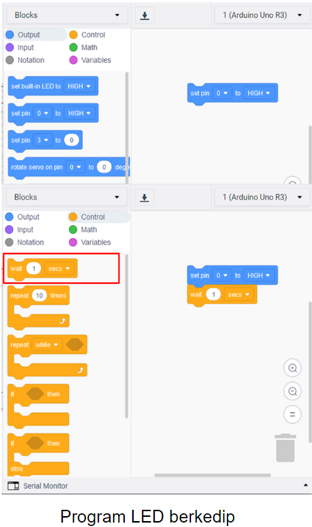 Blocks
1 (Arduino Uno R3)
Output
Control
Input
Math
Notation
Variables
set built-in LED to HIGH
set pin 0 to HIGH
set pin 3 to 0
rotate servo on pin 0 to 0
set pin 0 to HIGH
Blocks
1 (Arduino Uno R3)
Output
Control
Input
Math
Notation
Variables
wait 1 secs
repeat 10 times
repeat while
if then
if then
else
set pin 0 to HIGH
wait 1 secs
Serial Monitor
Program LED berkedip